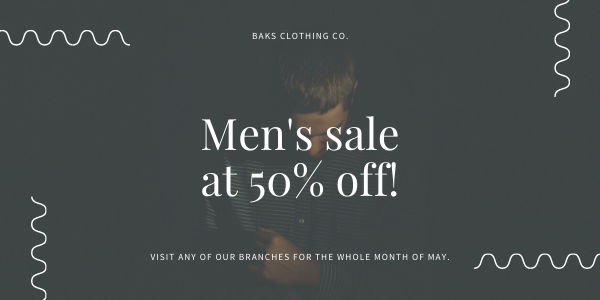 BAKS CLOTHING CO.
Men's sale
at 50% off!
VISIT ANY OF OUR BRANCHES FOR THE WHOLE MONTH OF MAY.